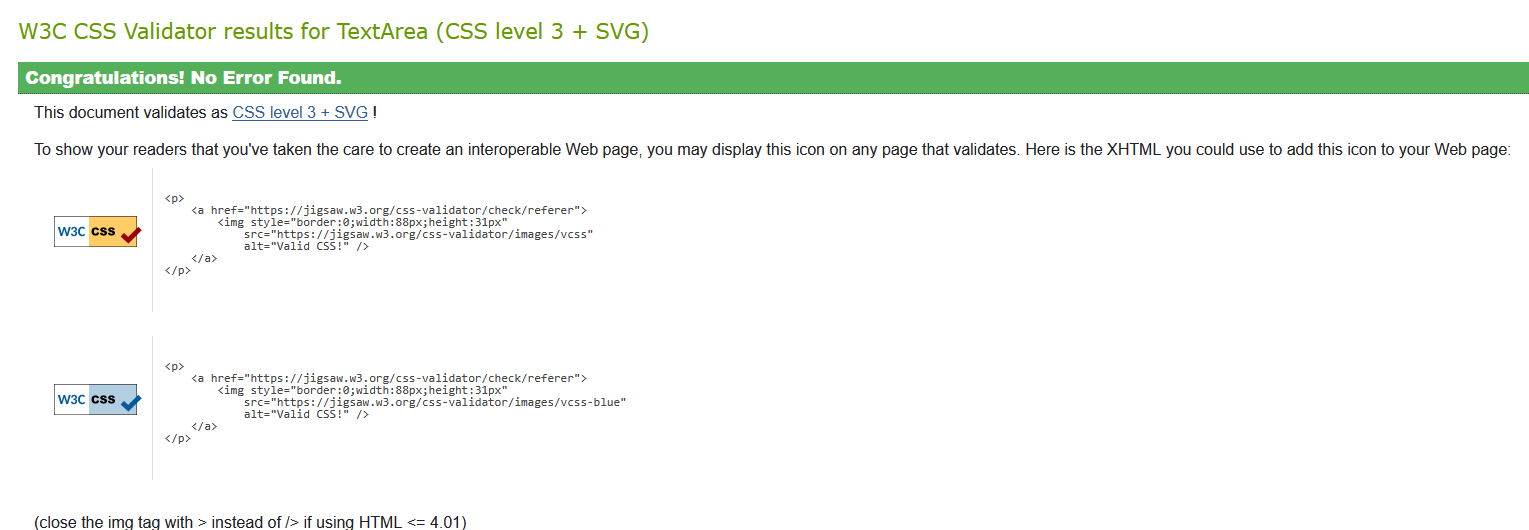 W3C CSS Validator results for TextArea (CSS level 3 + SVG)
Congratulations! No Error Found.
This document validates as CSS level 3 + SVG !
To show your readers that you've taken the care to create an interoperable Web page, you may display this icon on any page that validates. Here is the XHTML you could use to add this icon to your Web page:
W3C css
<p>
    <a href="https://jigsaw.w3.org/css-validator/check/referer">
        <img style="border:0;width:88px;height:31px"
            src="https://jigsaw.w3.org/css-validator/images/vcss"
            alt="Valid CSS!" />
    </a>
</p>
W3C css
<p>
    <a href="https://jigsaw.w3.org/css-validator/check/referer">
        <img style="border:0;width:88px;height:31px"
            src="https://jigsaw.w3.org/css-validator/images/vcss-blue"
            alt="Valid CSS!" />
    </a>
</p>
(close the img tag with > instead of /> if using HTML <= 4.01)